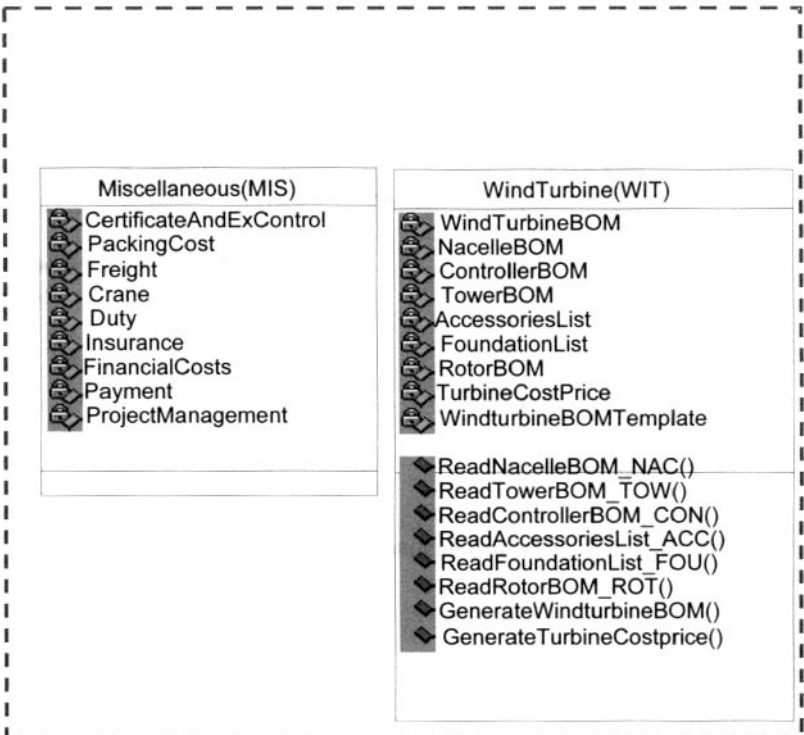 Miscellaneous(MIS)
CertificateAndExControl
PackingCost
Freight
Crane
Duty
Insurance
FinancialCosts
Payment
ProjectManagement
WindTurbine(WIT)
WindTurbineBOM
NacelleBOM
ControllerBOM
TowerBOM
AccessoriesList
FoundationList
RotorBOM
TurbineCostPrice
WindturbineBOMTemplate
ReadNacelleBOM_NAC()
ReadTowerBOM_TOW()
ReadControllerBOM_CON()
ReadAccessoriesList_ACC()
ReadFoundationList_FOU()
ReadRotorBOM_ROT()
GenerateWindturbineBOM()
GenerateTurbineCostprice()